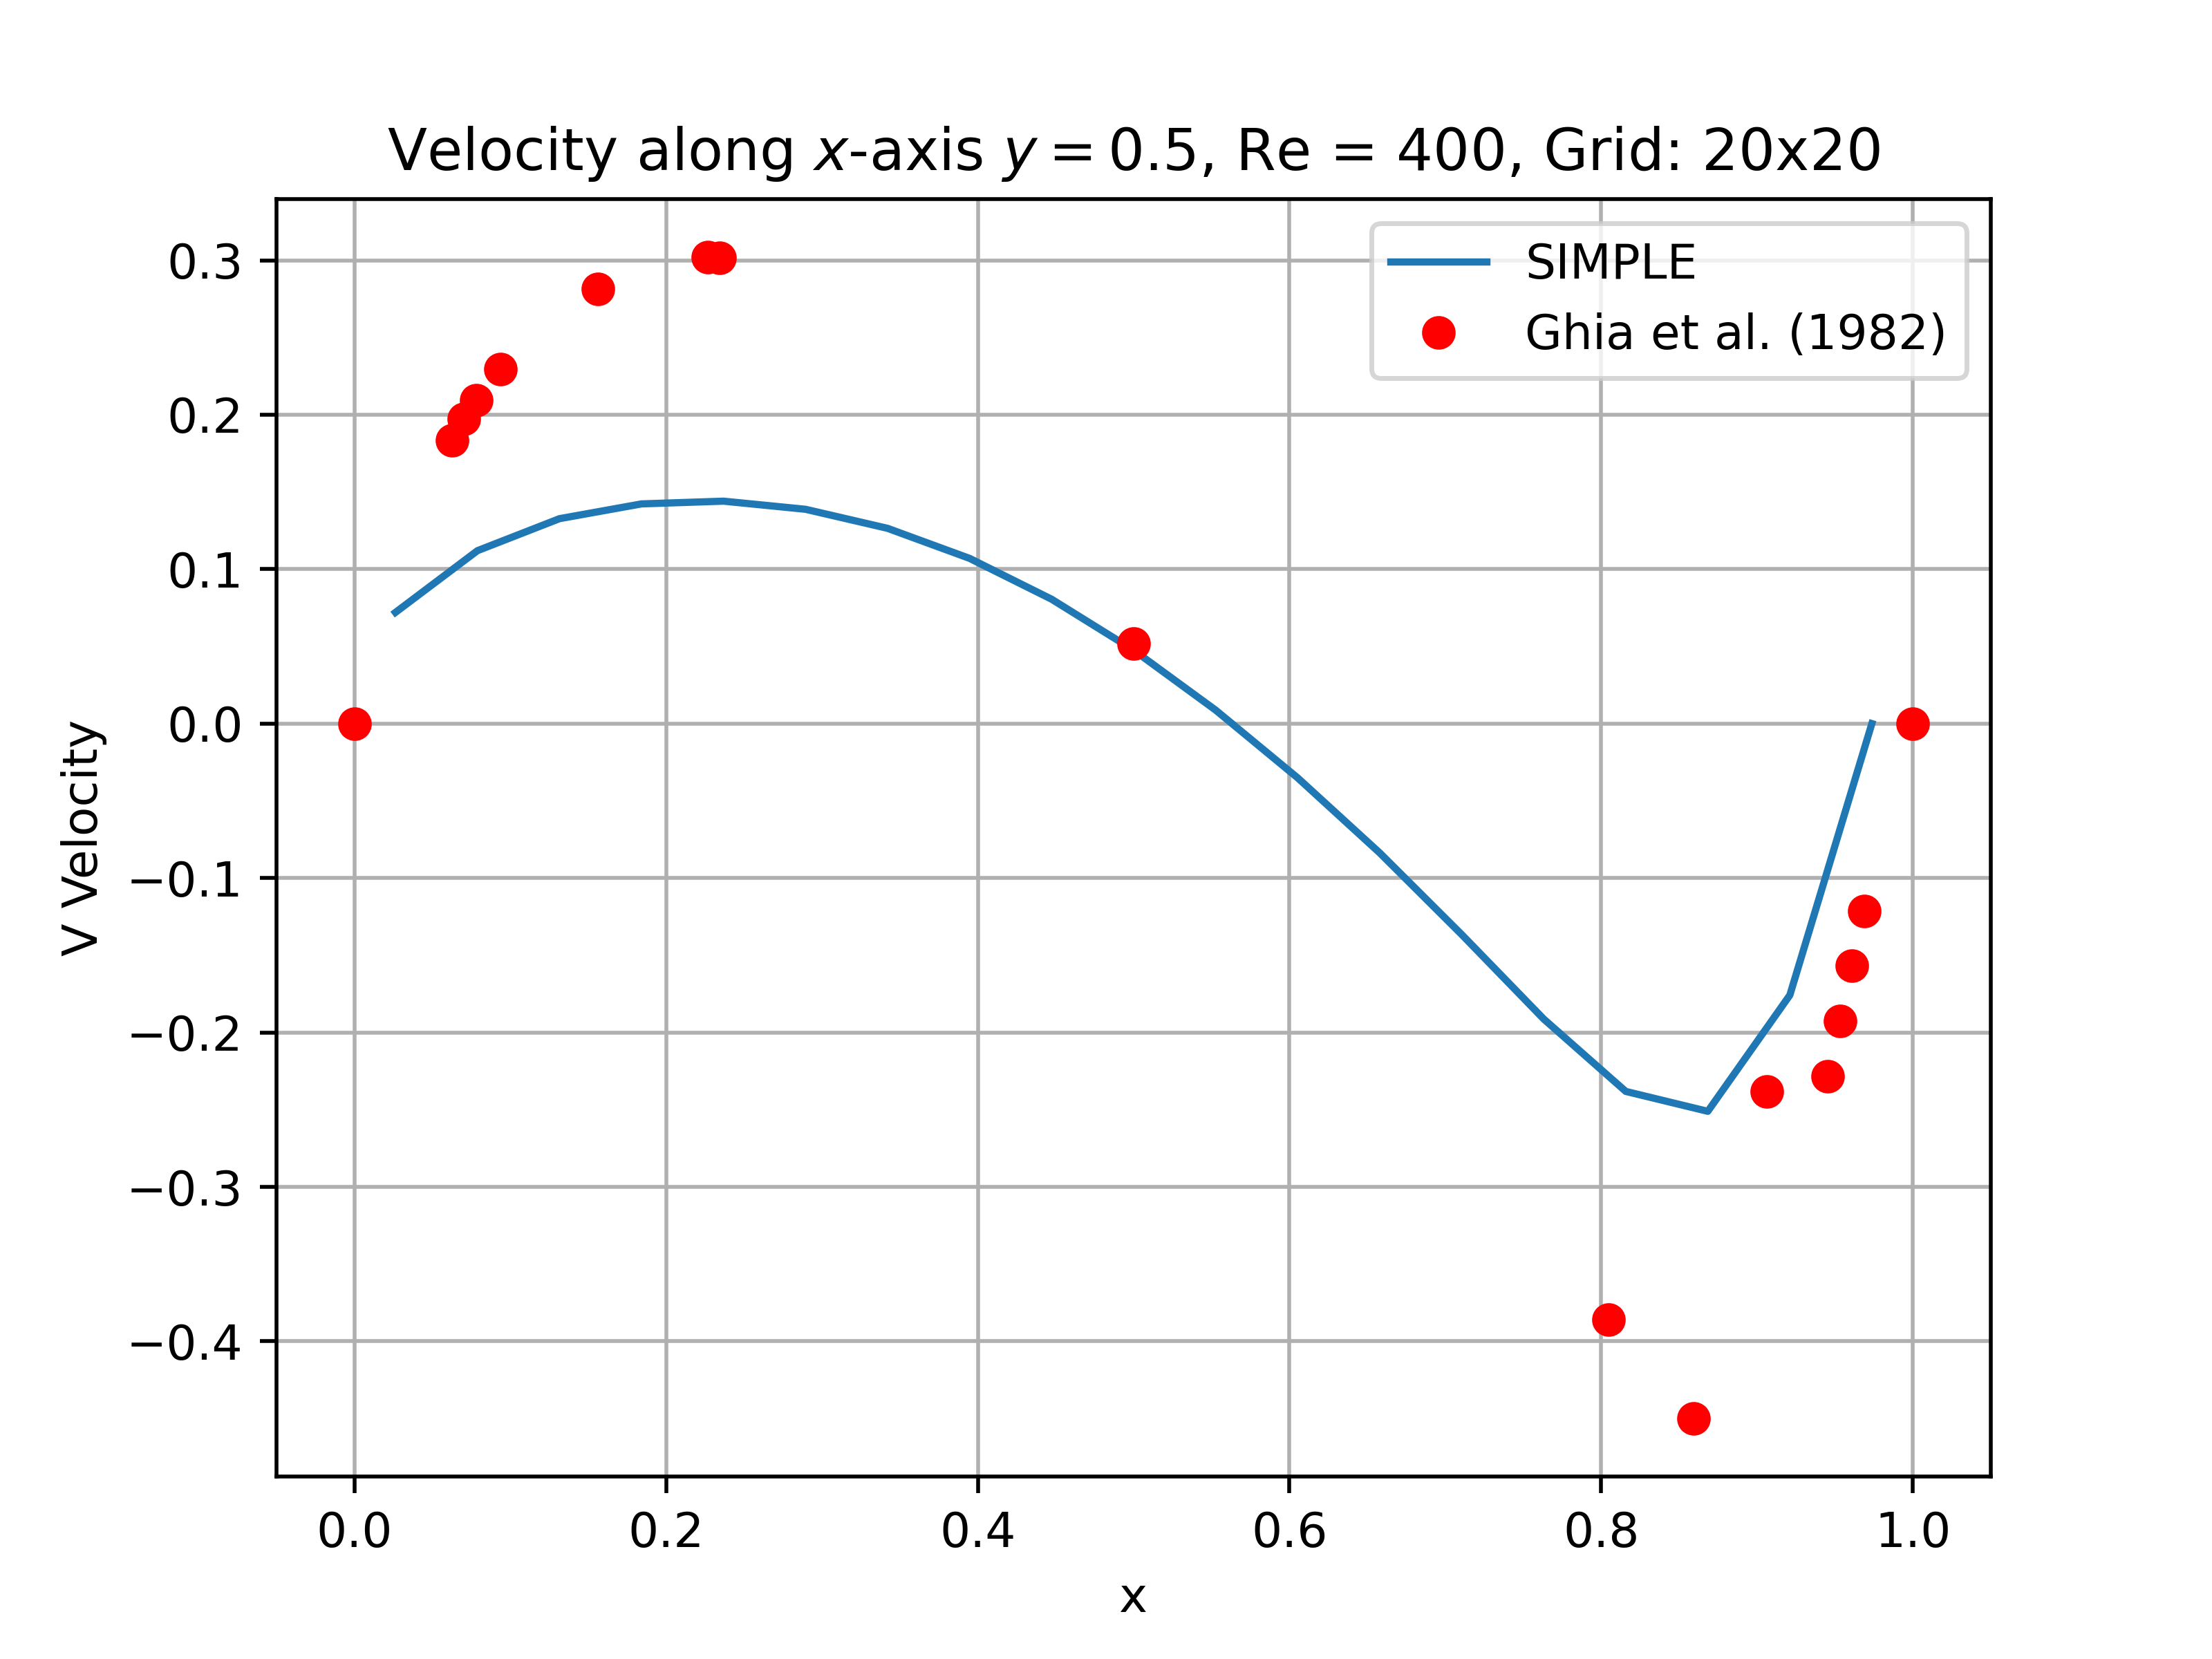 Velocity along x-axis y = 0.5, Re = 400, Grid: 20x20
SIMPLE
Ghia et al. (1982)
0.3
0.2
0.1
0.0
−0.1
−0.2
−0.3
−0.4
V Velocity
0.0 0.2 0.4 0.6 0.8 1.0
x